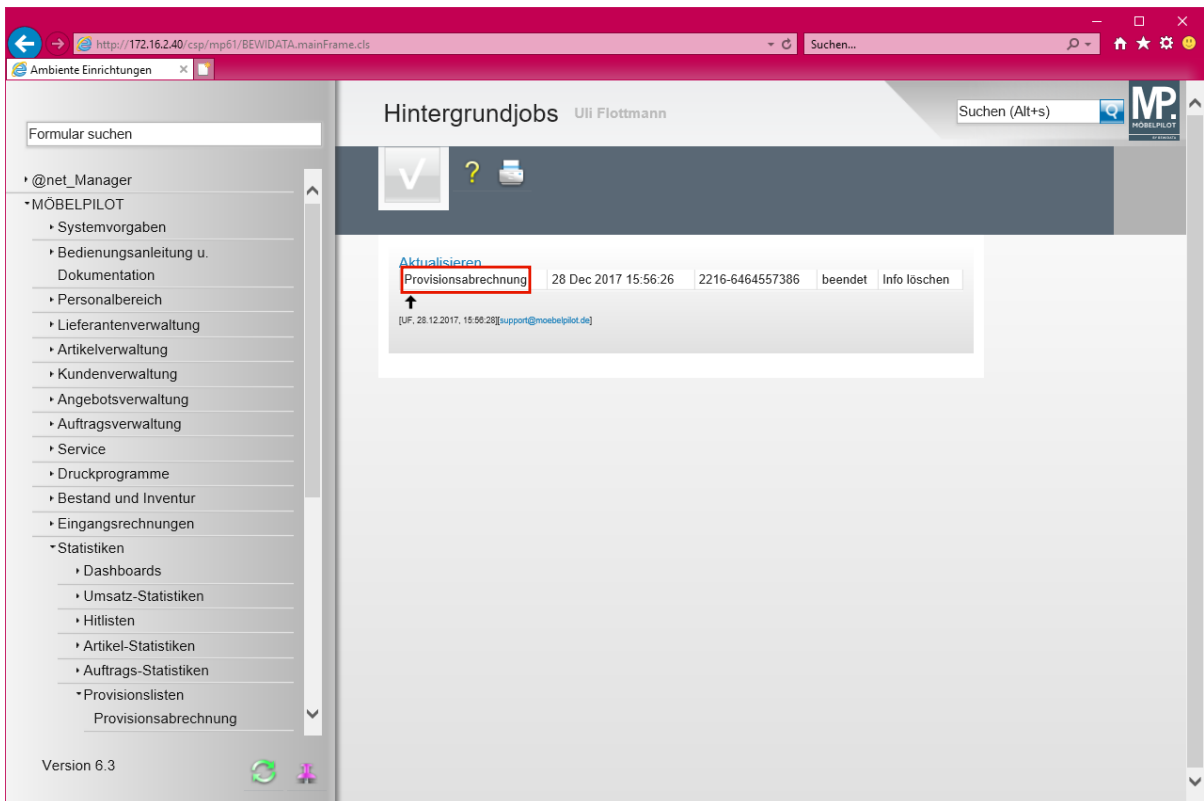 http://172.16.2.40/csp/mp61/BEWIDATA.mainFrame.cls
Suchen...
Ambiente Einrichtungen
Formular suchen
Hintergrundjobs Uli Flottmann
Suchen (Alt+s)
MP.
MÖBELPILOT
BY BEWIDATA
@net_Manager
MÖBELPILOT
Systemvorgaben
Bedienungsanleitung u.
Dokumentation
Personalbereich
Lieferantenverwaltung
Artikelverwaltung
Kundenverwaltung
Angebotsverwaltung
Auftragsverwaltung
Service
Druckprogramme
Bestand und Inventur
Eingangsrechnungen
Statistiken
Dashboards
Umsatz-Statistiken
Hitlisten
Artikel-Statistiken
Auftrags-Statistiken
Provisionslisten
Provisionsabrechnung
Version 6.3
?
Aktualisieren
Provisionsabrechnung 28 Dec 2017 15:56:26 2216-6464557386 beendet Info löschen
[UF, 28.12.2017, 15:56:28][support@moebelpilot.de]